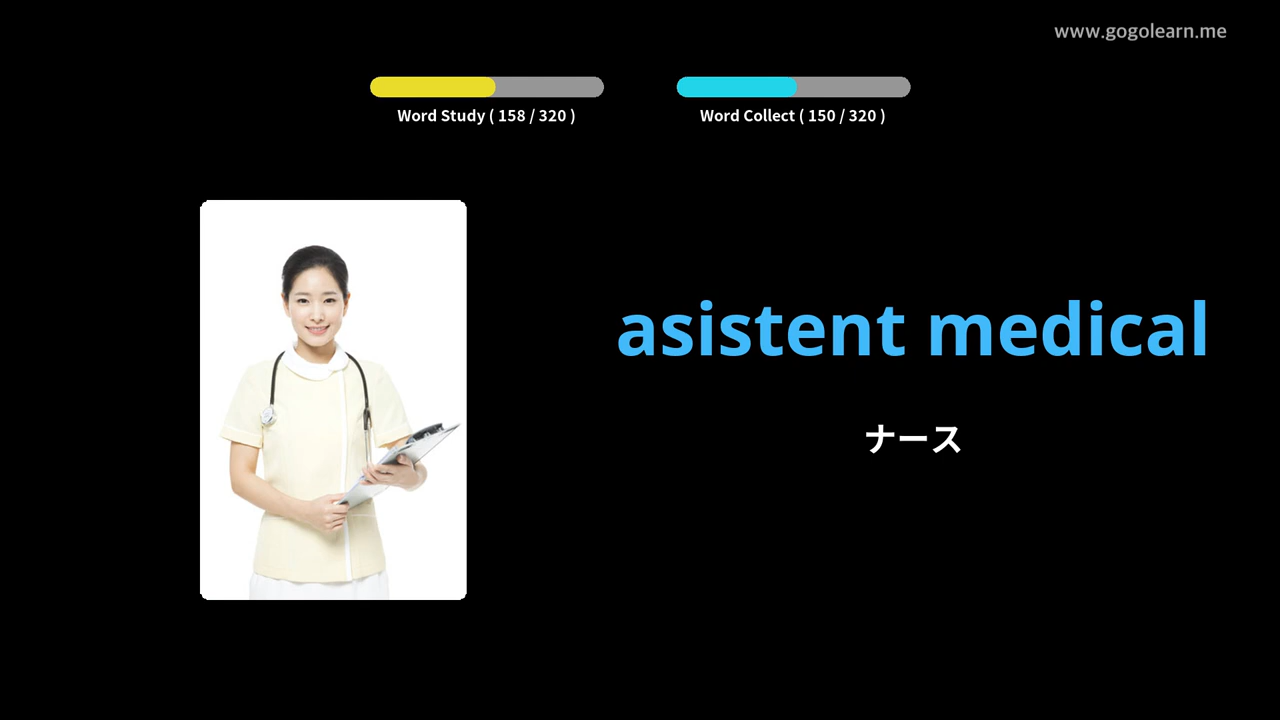 www.gogolearn.me
Word Study ( 158 / 320 )
Word Collect ( 150 / 320 )
asistent medical
ナース